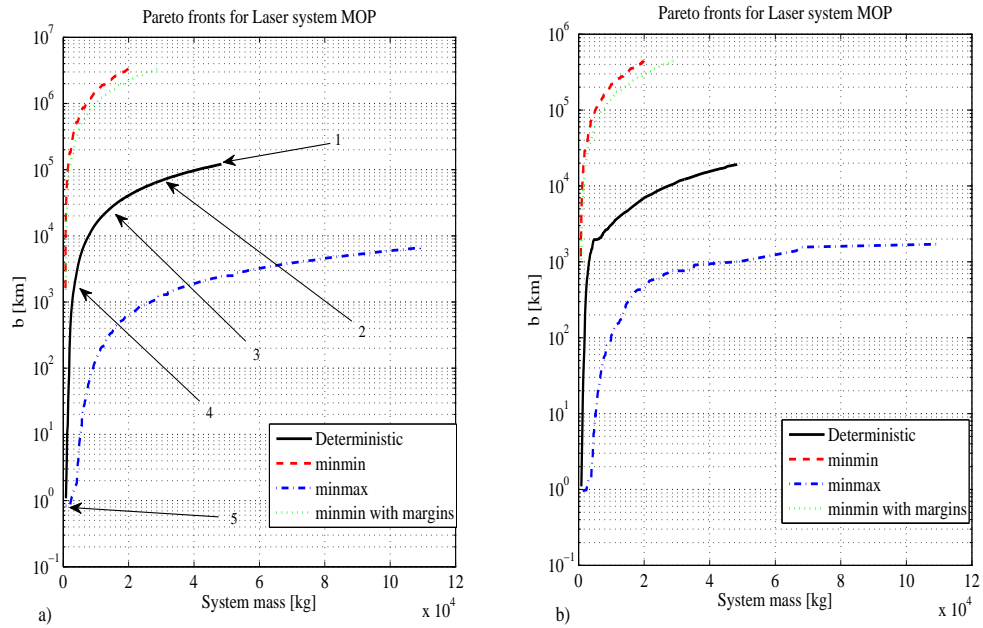 Pareto fronts for Laser system MOP
b [km]
10^7
10^6
10^5
10^4
10^3
10^2
10^1
10^0
10^-1
1
2
3
4
5
Deterministic
minmin
minmax
minmin with margins
0
2
4
6
8
10
12
System mass [kg]
x 10^4
a)
Pareto fronts for Laser system MOP
b [km]
10^6
10^5
10^4
10^3
10^2
10^1
10^0
10^-1
Deterministic
minmin
minmax
minmin with margins
0
2
4
6
8
10
12
System mass [kg]
x 10^4
b)